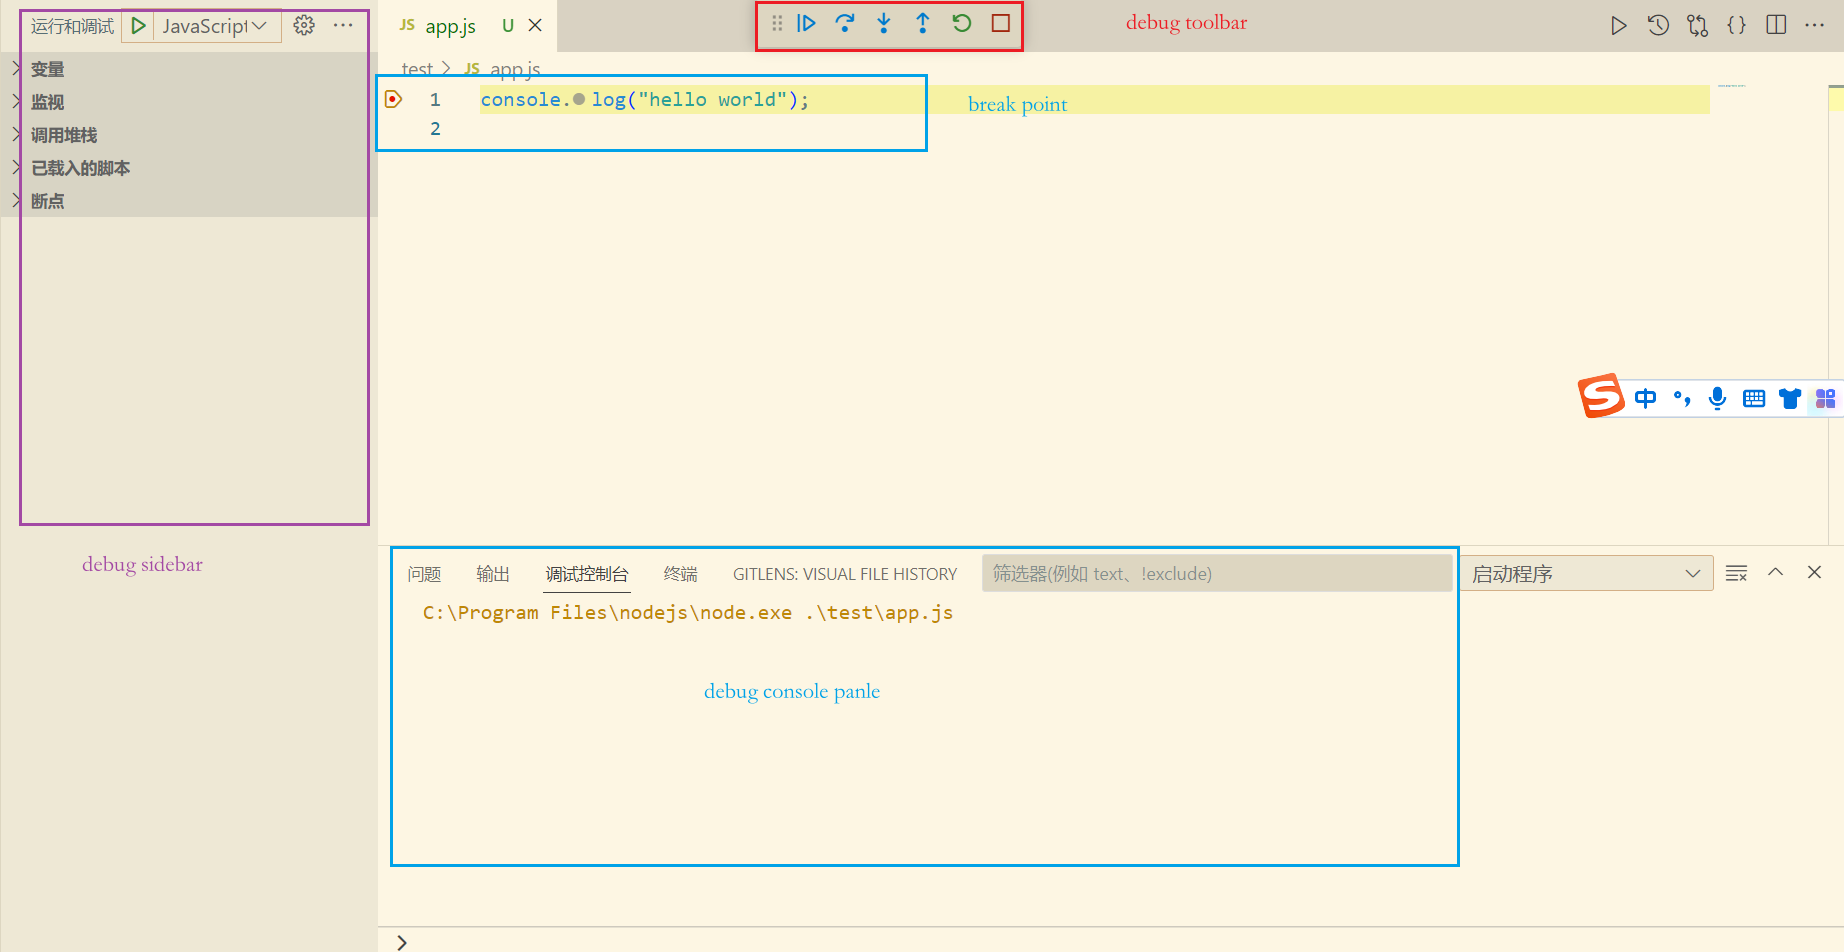 运行和调试 JavaScript
JS app.js U
debug toolbar
变量
监视
调用堆栈
已载入的脚本
断点
test > JS app.js
1 console.log("hello world");
2
break point
中
debug sidebar
问题 输出 调试控制台 终端 GITLENS: VISUAL FILE HISTORY 筛选器(例如 text、!exclude) 启动程序
C:\Program Files\nodejs\node.exe .\test\app.js
debug console panle